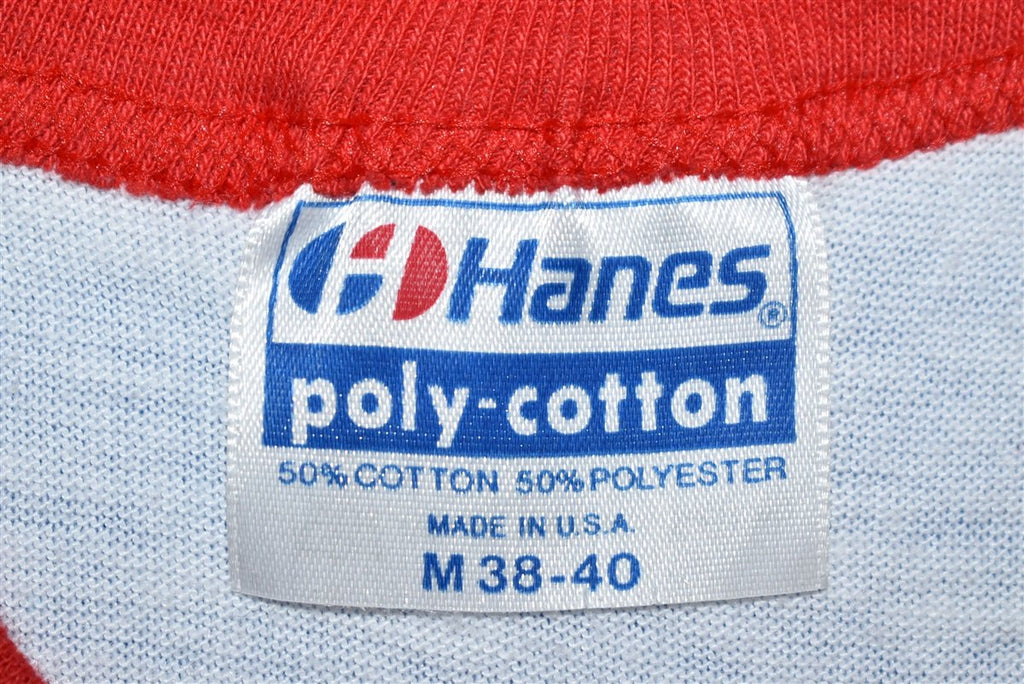 Hanes®
poly-cotton
50% COTTON 50% POLYESTER
MADE IN U.S.A.
M 38-40